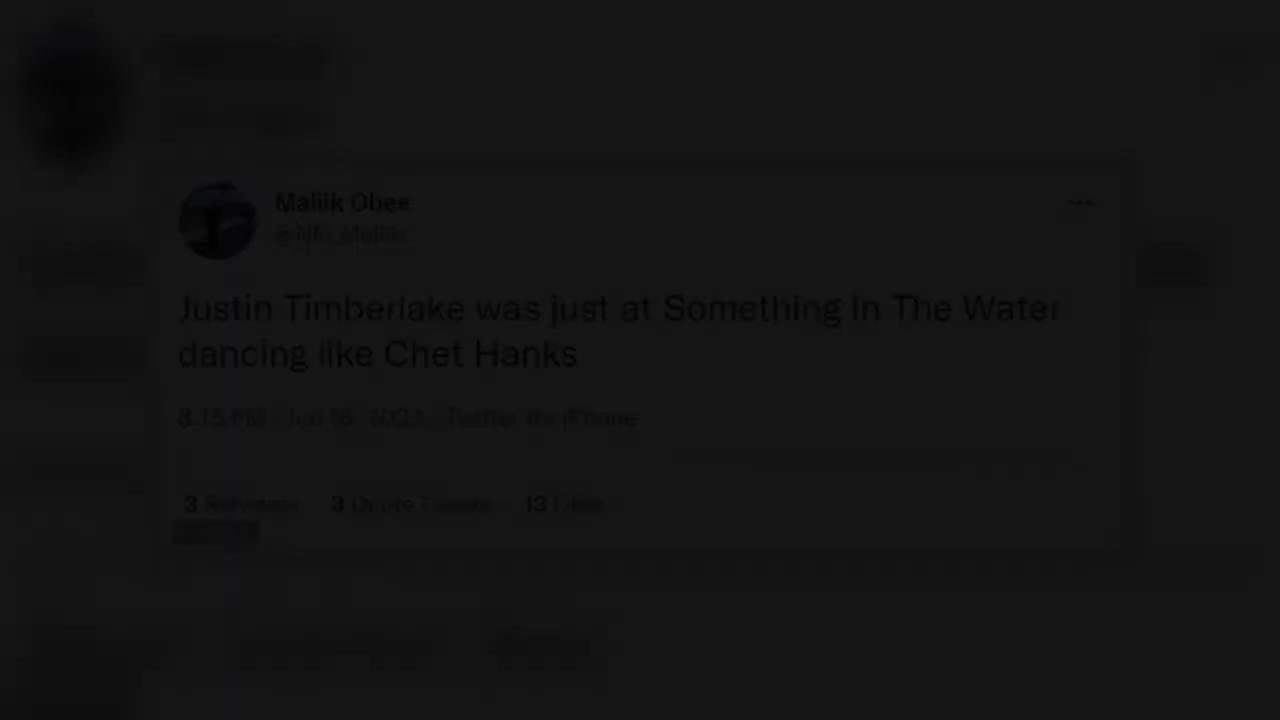 Maliik Obee
Justin Timberlake was just at Something In The Water
dancing like Chet Hanks
8:15 PM · Jun 18, 2022 · Twitter for iPhone
3 Retweets 3 Quote Tweets 13 Likes